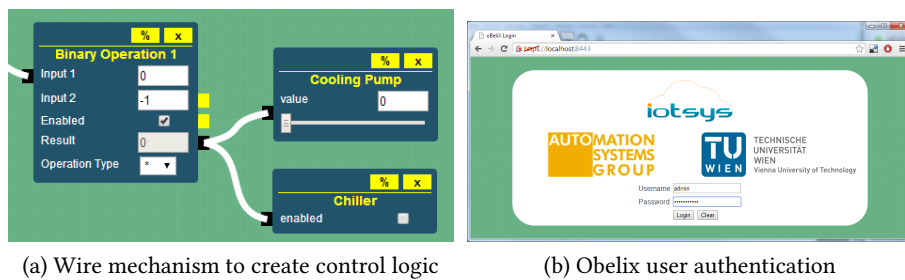 % x
Binary Operation 1
Input 1 0
Input 2 -1
Enabled
Result 0
Operation Type *
% x
Cooling Pump
value 0
% x
Chiller
enabled
(a) Wire mechanism to create control logic
oBeliX Login x
https://localhost:8443
iotsys
AUTOMATION
SYSTEMS
GROUP
TU
WIEN
TECHNISCHE
UNIVERSITÄT
WIEN
Vienna University of Technology
Username admin
Password ***********
Login Clear
(b) Obelix user authentication